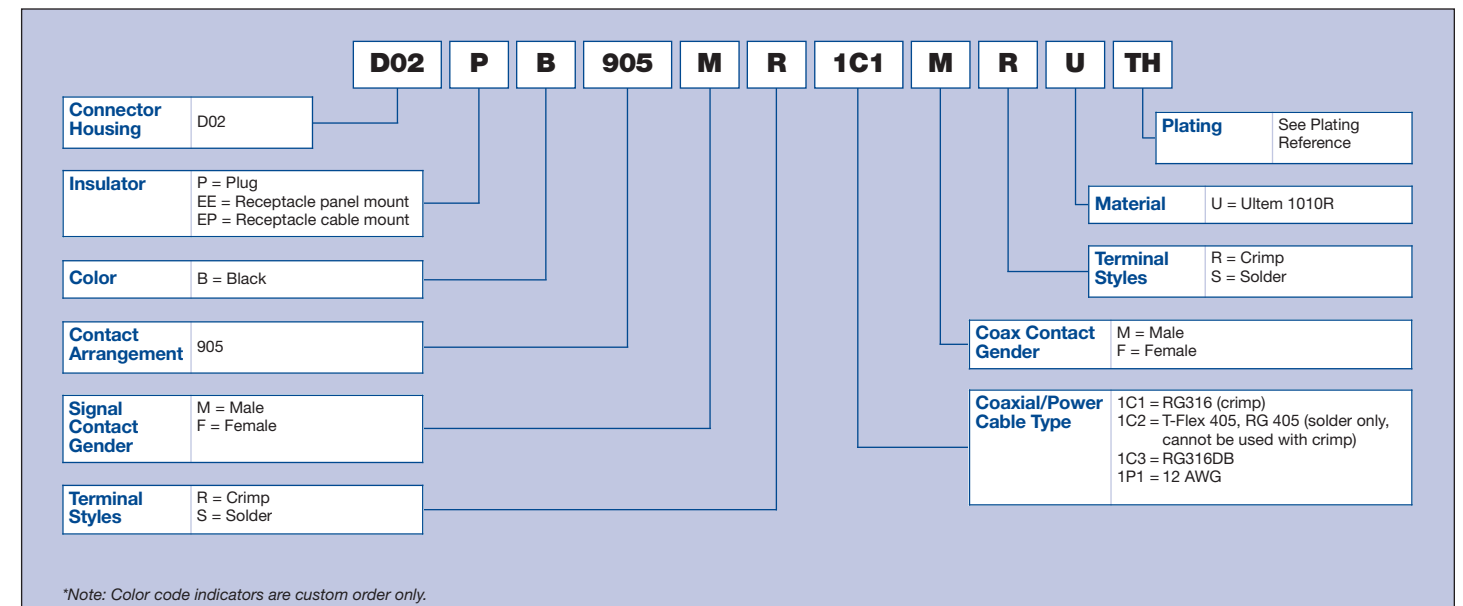 D02 P B 905 M R 1C1 M R U TH
Connector
Housing
D02
Insulator
P = Plug
EE = Receptacle panel mount
EP = Receptacle cable mount
Color
B = Black
Contact
Arrangement
905
Signal
Contact
Gender
M = Male
F = Female
Terminal
Styles
R = Crimp
S = Solder
Plating
See Plating
Reference
Material
U = Ultem 1010R
Terminal
Styles
R = Crimp
S = Solder
Coax Contact
Gender
M = Male
F = Female
Coaxial/Power
Cable Type
1C1 = RG316 (crimp)
1C2 = T-Flex 405, RG 405 (solder only,
cannot be used with crimp)
1C3 = RG316DB
1P1 = 12 AWG
*Note: Color code indicators are custom order only.